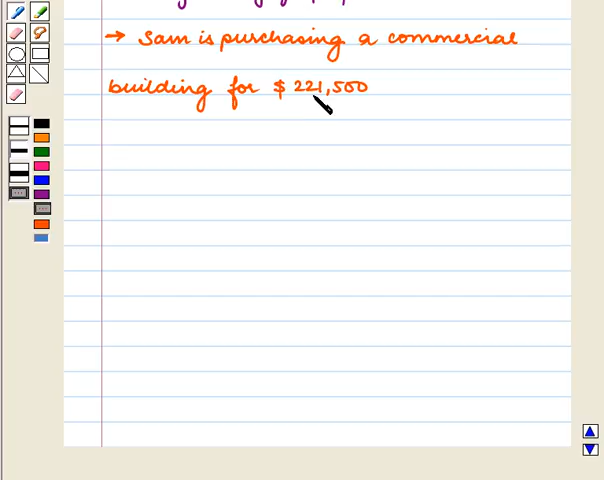 → Sam is purchasing a commercial
building for $ 221,500